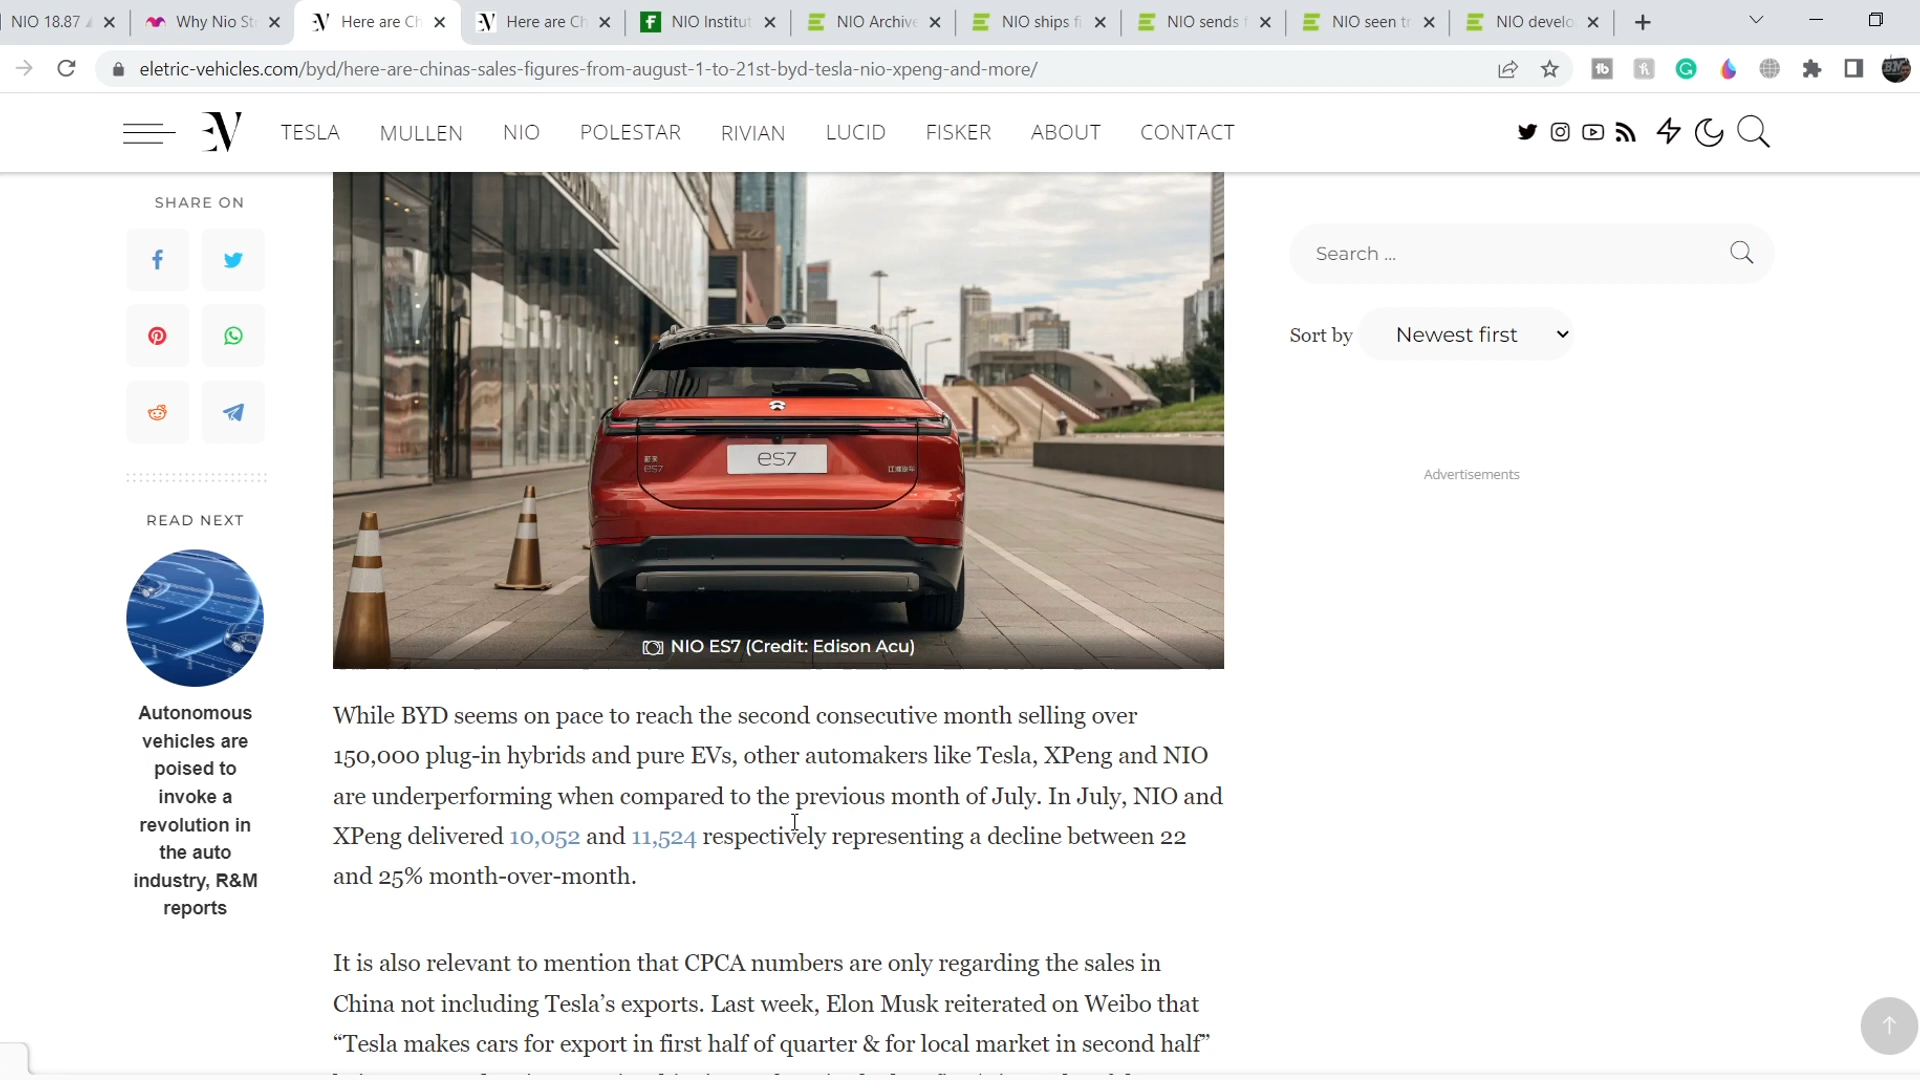 NIO 18.87
Why Nio St
Here are Ch
Here are Ch
NIO Institut
NIO Archive
NIO ships fi
NIO sends f
NIO seen tr
NIO develo
eletric-vehicles.com/byd/here-are-chinas-sales-figures-from-august-1-to-21st-byd-tesla-nio-xpeng-and-more/
EV TESLA MULLEN NIO POLESTAR RIVIAN LUCID FISKER ABOUT CONTACT
SHARE ON
READ NEXT
Autonomous
vehicles are
poised to
invoke a
revolution in
the auto
industry, R&M
reports
es7
NIO ES7 (Credit: Edison Acu)
While BYD seems on pace to reach the second consecutive month selling over
150,000 plug-in hybrids and pure EVs, other automakers like Tesla, XPeng and NIO
are underperforming when compared to the previous month of July. In July, NIO and
XPeng delivered 10,052 and 11,524 respectively representing a decline between 22
and 25% month-over-month.
It is also relevant to mention that CPCA numbers are only regarding the sales in
China not including Tesla’s exports. Last week, Elon Musk reiterated on Weibo that
“Tesla makes cars for export in first half of quarter & for local market in second half”
Search ...
Sort by Newest first
Advertisements